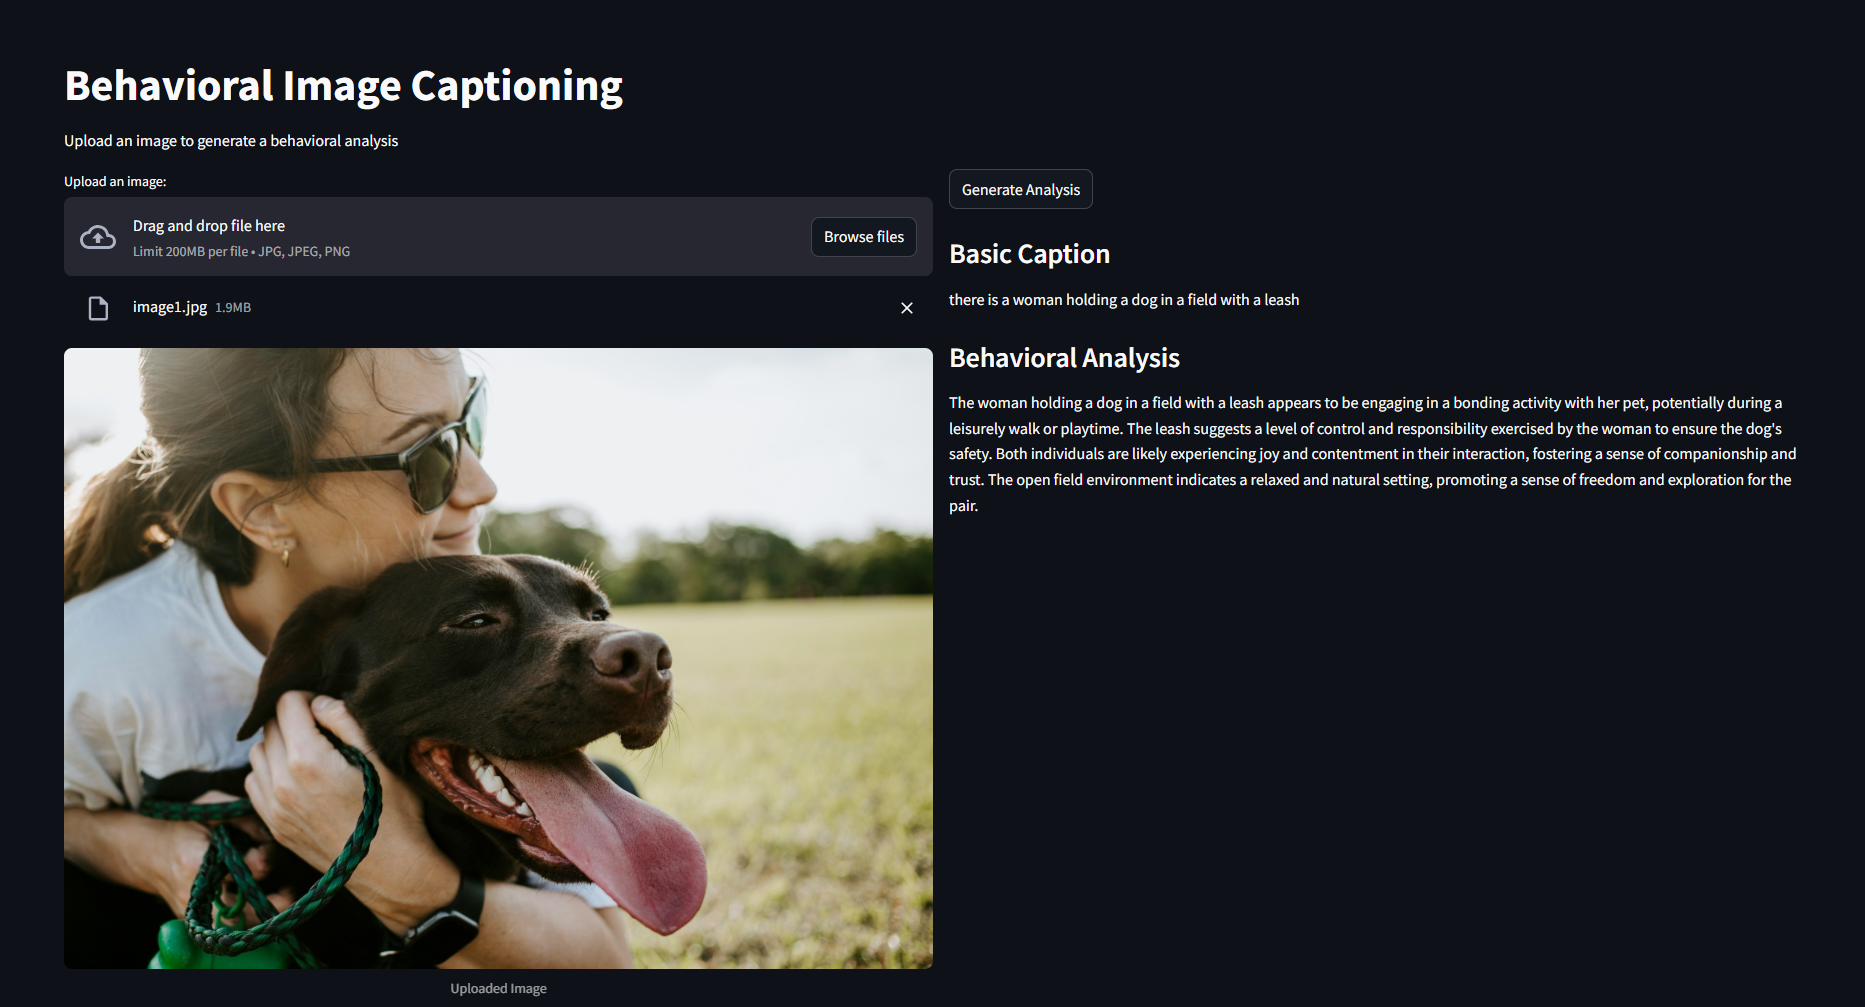 Behavioral Image Captioning
Upload an image to generate a behavioral analysis
Upload an image:
Drag and drop file here
Limit 200MB per file • JPG, JPEG, PNG
Browse files
image1.jpg 1.9MB
Uploaded Image
Generate Analysis
Basic Caption
there is a woman holding a dog in a field with a leash
Behavioral Analysis
The woman holding a dog in a field with a leash appears to be engaging in a bonding activity with her pet, potentially during a
leisurely walk or playtime. The leash suggests a level of control and responsibility exercised by the woman to ensure the dog's
safety. Both individuals are likely experiencing joy and contentment in their interaction, fostering a sense of companionship and
trust. The open field environment indicates a relaxed and natural setting, promoting a sense of freedom and exploration for the
pair.